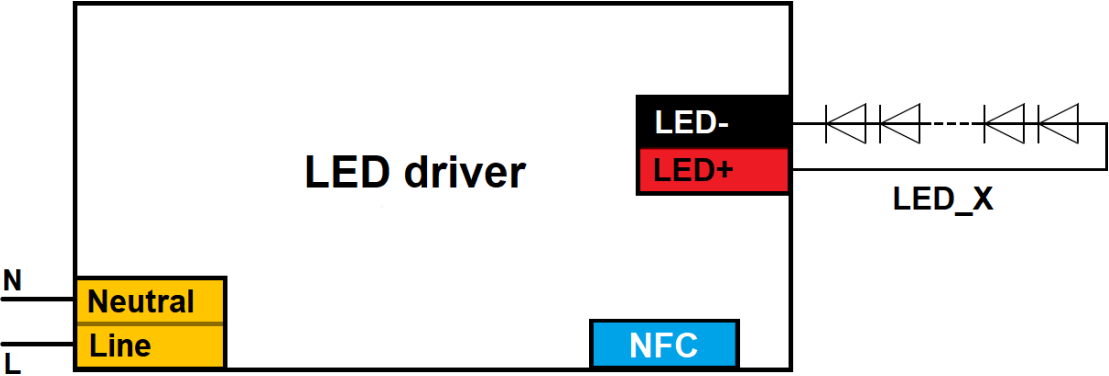 LED-
LED driver
LED+
LED_X
N
Neutral
Line
L
NFC